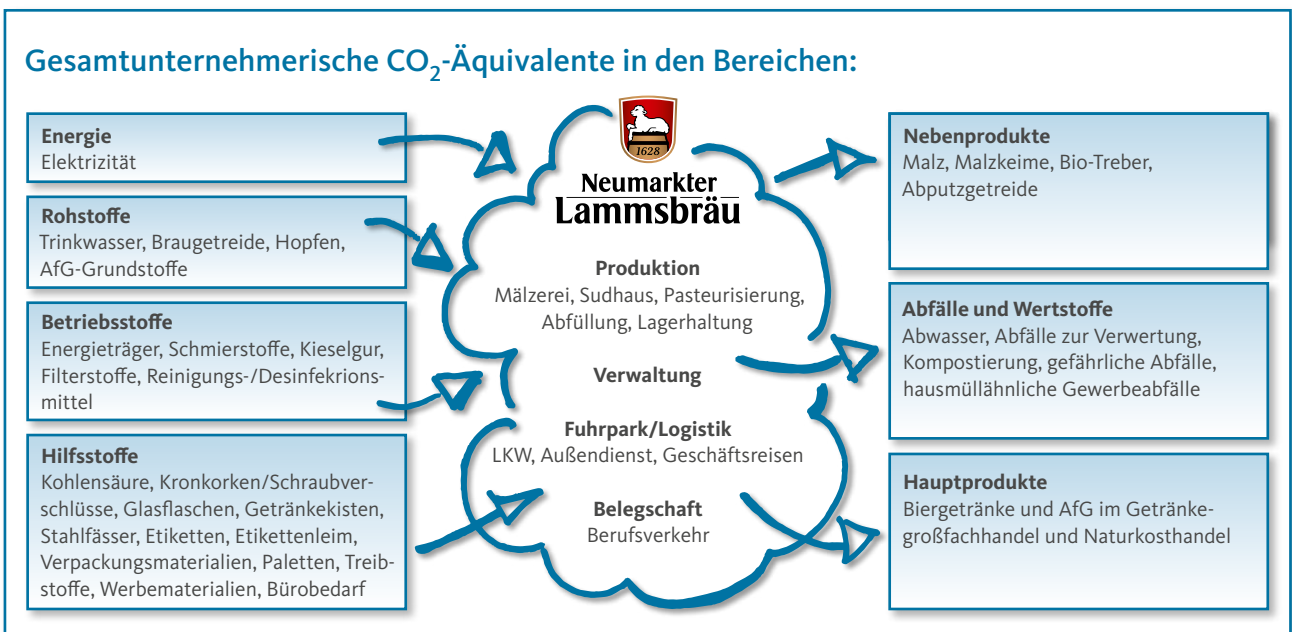 Gesamtunternehmerische CO₂-Äquivalente in den Bereichen:
Energie
Elektrizität
Rohstoffe
Trinkwasser, Braugetreide, Hopfen,
AfG-Grundstoffe
Betriebsstoffe
Energieträger, Schmierstoffe, Kieselgur,
Filterstoffe, Reinigungs-/Desinfekrions-
mittel
Hilfsstoffe
Kohlensäure, Kronkorken/Schraubver-
schlüsse, Glasflaschen, Getränkekisten,
Stahlfässer, Etiketten, Etikettenleim,
Verpackungsmaterialien, Paletten, Treib-
stoffe, Werbematerialien, Bürobedarf
1628
Neumarkter
Lammsbräu
Produktion
Mälzerei, Sudhaus, Pasteurisierung,
Abfüllung, Lagerhaltung
Verwaltung
Fuhrpark/Logistik
LKW, Außendienst, Geschäftsreisen
Belegschaft
Berufsverkehr
Nebenprodukte
Malz, Malzkeime, Bio-Treber,
Abputzgetreide
Abfälle und Wertstoffe
Abwasser, Abfälle zur Verwertung,
Kompostierung, gefährliche Abfälle,
hausmüllähnliche Gewerbeabfälle
Hauptprodukte
Biergetränke und AfG im Getränke-
großfachhandel und Naturkosthandel